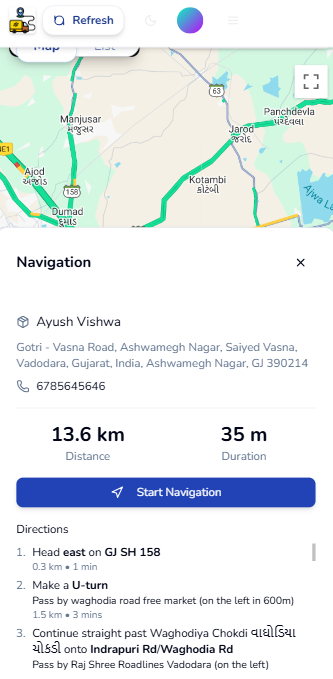 Refresh
Map
List
63
Panchdevla
પંચદેવલા
Manjusar
મંજુસર
Jarod
જરોદ
NE1
Ajod
અજોડ
Kotambi
કોટંબી
158
Dumad
દુમાડ
Ajwa La
Navigation
Ayush Vishwa
Gotri - Vasna Road, Ashwamegh Nagar, Saiyed Vasna,
Vadodara, Gujarat, India, Ashwamegh Nagar, GJ 390214
6785645646
13.6 km
35 m
Distance
Duration
Start Navigation
Directions
1. Head east on GJ SH 158
0.3 km • 1 min
2. Make a U-turn
Pass by waghodia road free market (on the left in 600m)
1.5 km • 3 mins
3. Continue straight past Waghodiya Chokdi વાઘોડિયા
ચોકડી onto Indrapuri Rd/Waghodia Rd
Pass by Raj Shree Roadlines Vadodara (on the left)